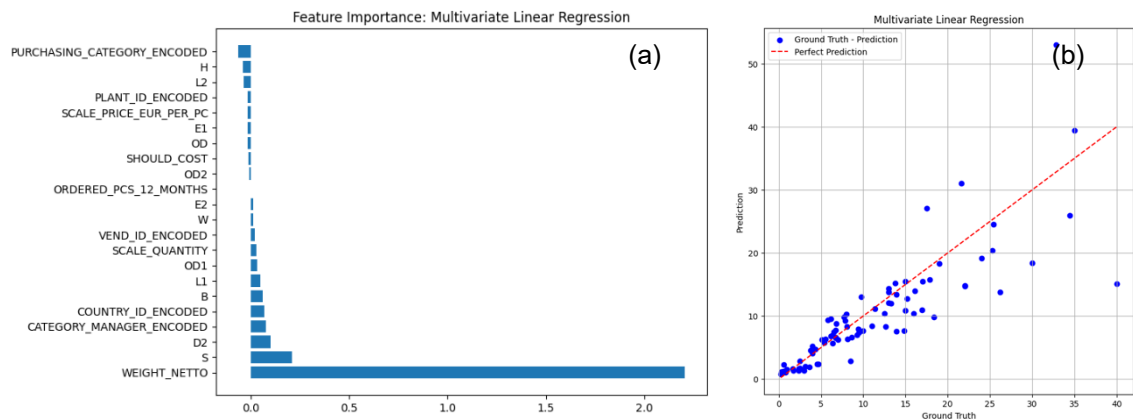 Feature Importance: Multivariate Linear Regression
(a)
PURCHASING_CATEGORY_ENCODED
H
L2
PLANT_ID_ENCODED
SCALE_PRICE_EUR_PER_PC
E1
OD
SHOULD_COST
OD2
ORDERED_PCS_12_MONTHS
E2
W
VEND_ID_ENCODED
SCALE_QUANTITY
OD1
L1
B
COUNTRY_ID_ENCODED
CATEGORY_MANAGER_ENCODED
D2
S
WEIGHT_NETTO
0.0 0.5 1.0 1.5 2.0
Multivariate Linear Regression
Ground Truth - Prediction
Perfect Prediction
(b)
Prediction
50
40
30
20
10
0
0 5 10 15 20 25 30 35 40
Ground Truth